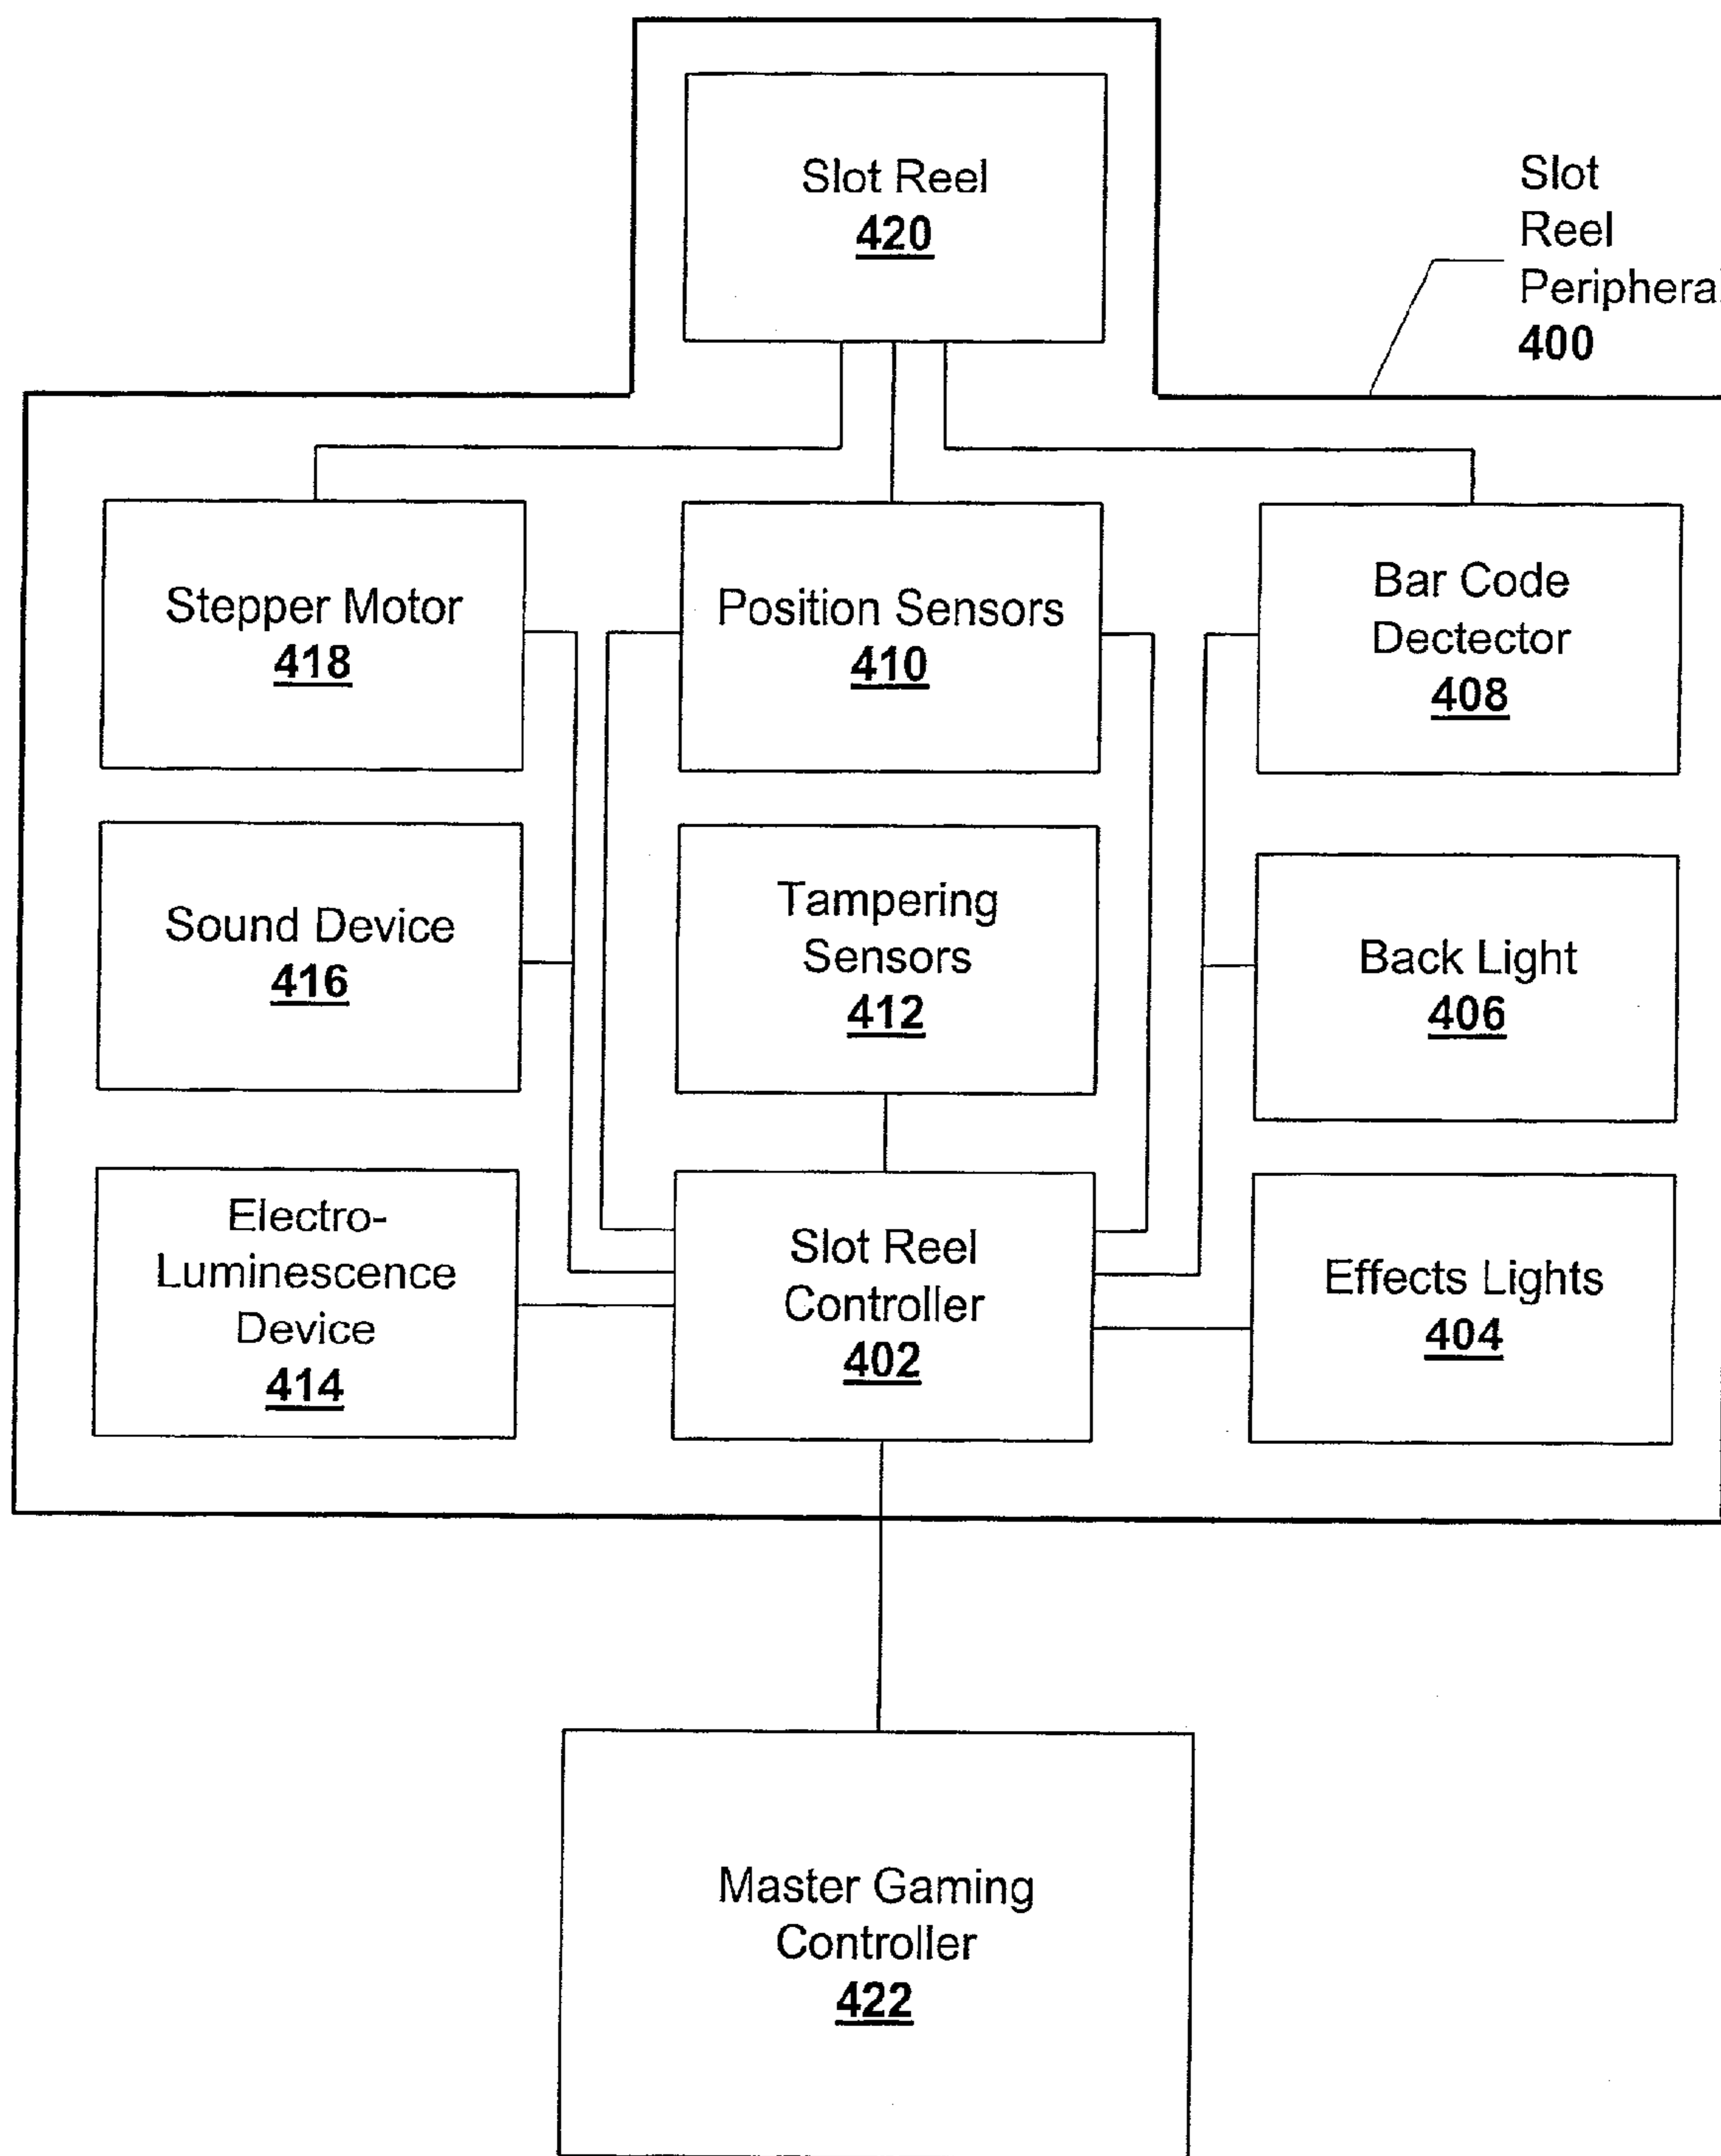 Slot Reel
420
Slot
Reel
Peripheral
400
Stepper Motor
418
Position Sensors
410
Bar Code
Dectector
408
Sound Device
416
Tampering
Sensors
412
Back Light
406
Electro-
Luminescence
Device
414
Slot Reel
Controller
402
Effects Lights
404
Master Gaming
Controller
422